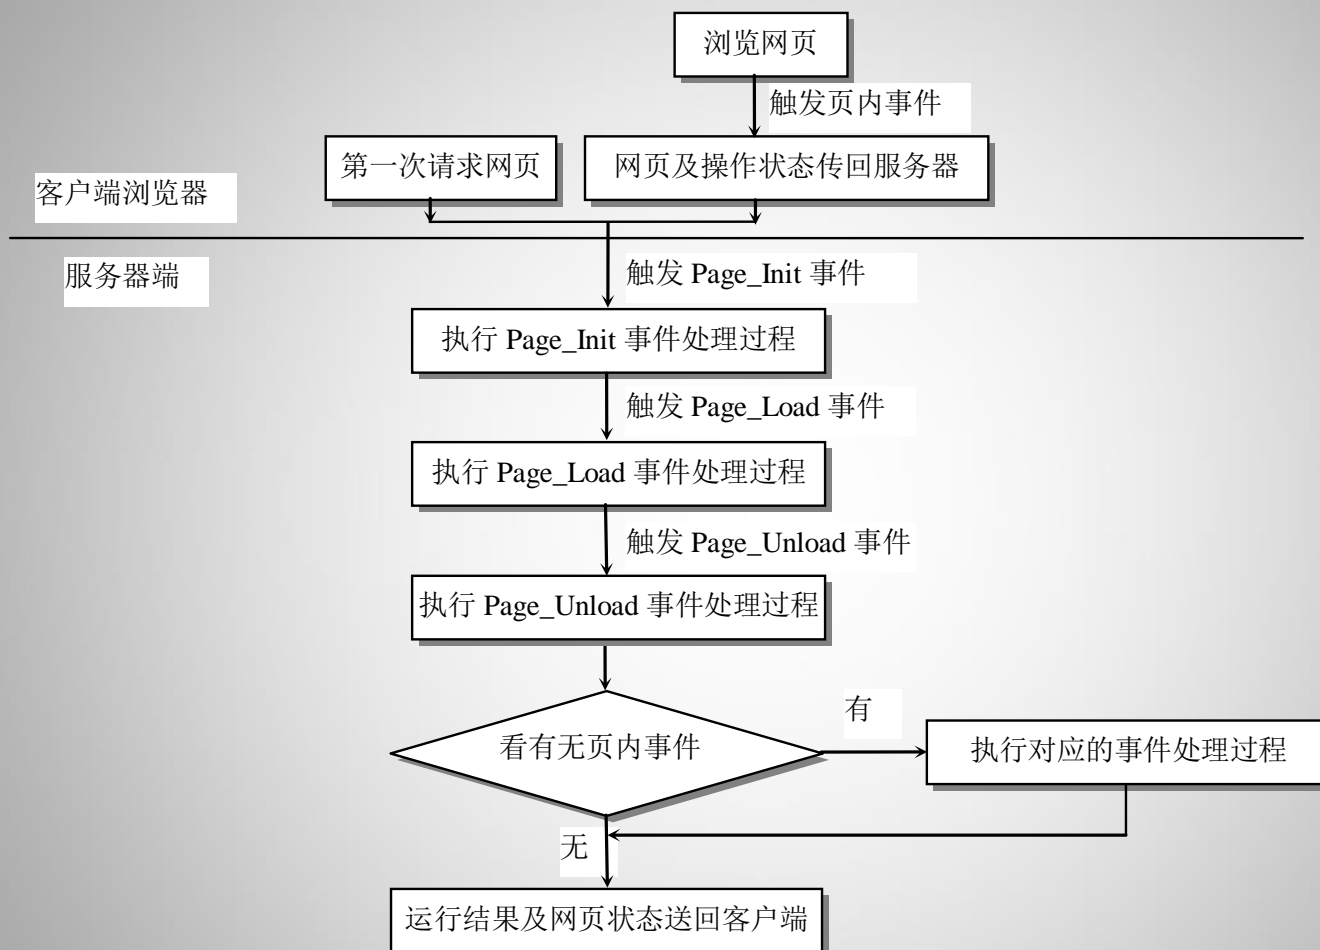 浏览网页
触发页内事件
第一次请求网页
网页及操作状态传回服务器
客户端浏览器
服务器端
触发 Page_Init 事件
执行 Page_Init 事件处理过程
触发 Page_Load 事件
执行 Page_Load 事件处理过程
触发 Page_Unload 事件
执行 Page_Unload 事件处理过程
看有无页内事件
有
执行对应的事件处理过程
无
运行结果及网页状态送回客户端